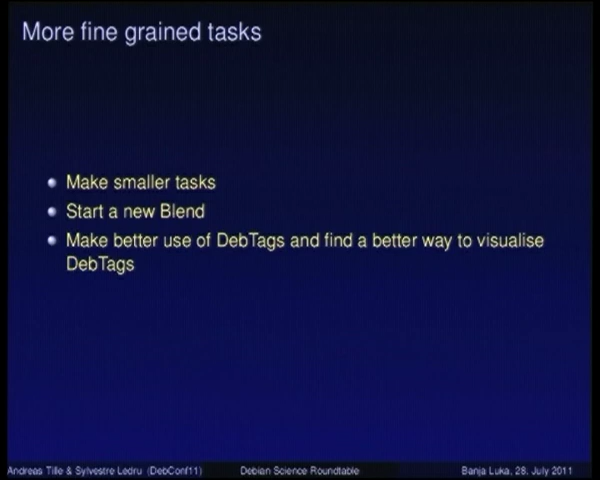 More fine grained tasks
Make smaller tasks
Start a new Blend
Make better use of DebTags and find a better way to visualise
DebTags
Andreas Tille & Sylvestre Ledru (DebConf11)
Debian Science Roundtable
Banja Luka, 28. July 2011